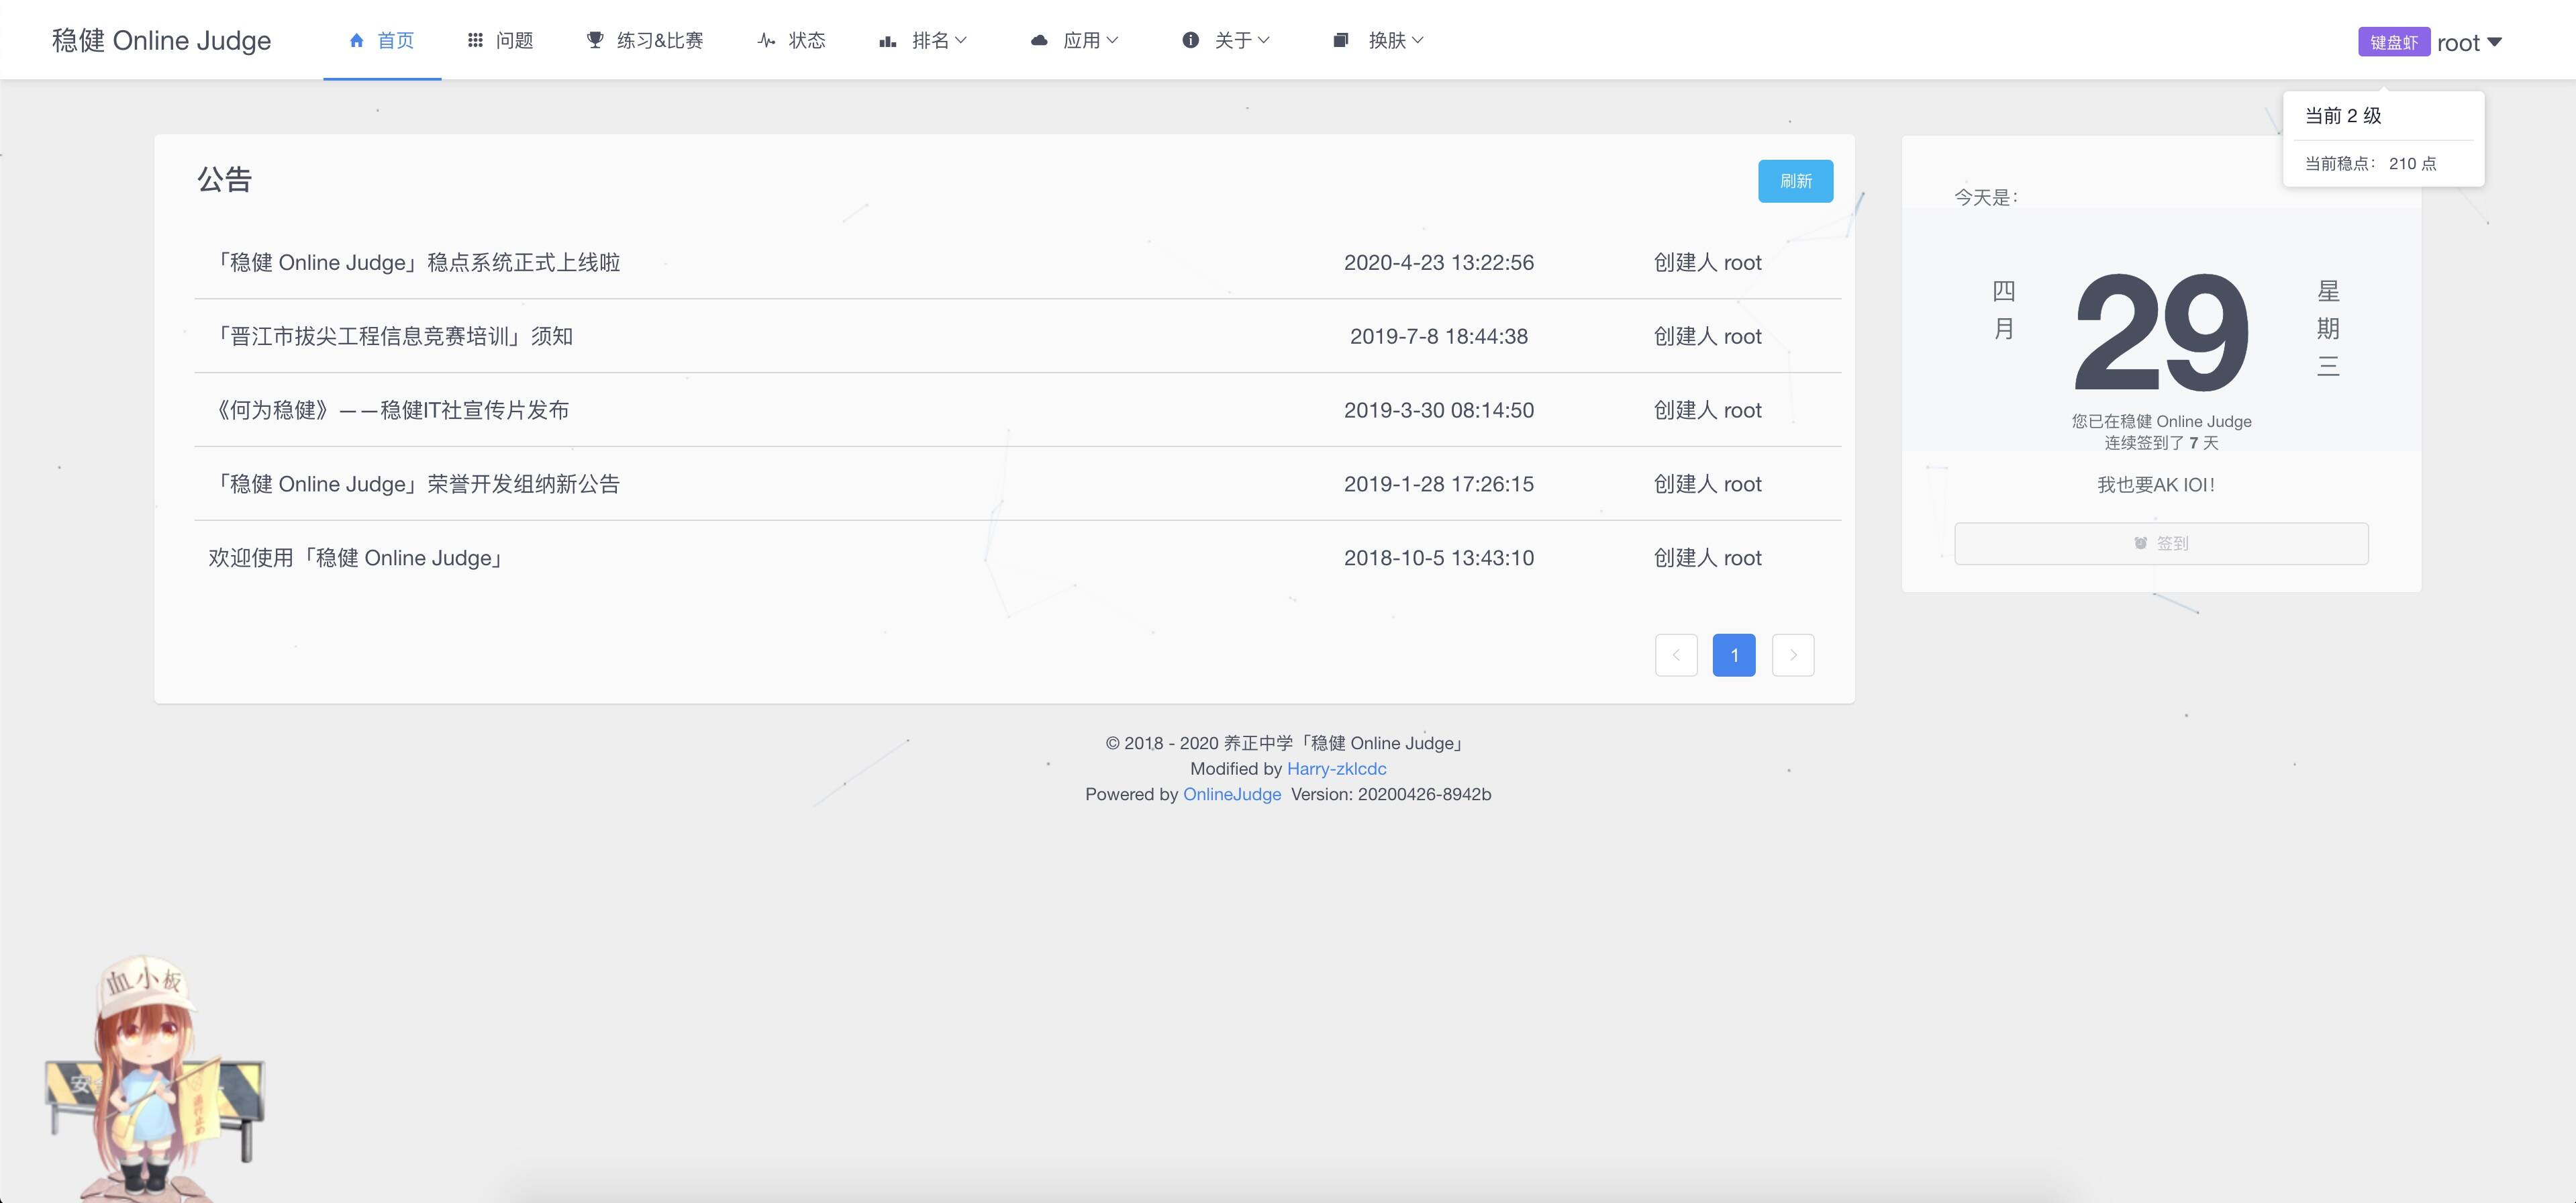 稳健 Online Judge
首页
问题
练习&比赛
状态
排名
应用
关于
换肤
键盘虾 root
当前 2 级
当前稳点： 210 点
公告
刷新
「稳健 Online Judge」稳点系统正式上线啦 2020-4-23 13:22:56 创建人 root
「晋江市拔尖工程信息竞赛培训」须知 2019-7-8 18:44:38 创建人 root
《何为稳健》——稳健IT社宣传片发布 2019-3-30 08:14:50 创建人 root
「稳健 Online Judge」荣誉开发组纳新公告 2019-1-28 17:26:15 创建人 root
欢迎使用「稳健 Online Judge」 2018-10-5 13:43:10 创建人 root
1
今天是：
四月
29
星期三
您已在稳健 Online Judge
连续签到了 7 天
我也要AK IOI！
签到
© 2018 - 2020 养正中学「稳健 Online Judge」
Modified by Harry-zklcdc
Powered by OnlineJudge Version: 20200426-8942b
血小板
安